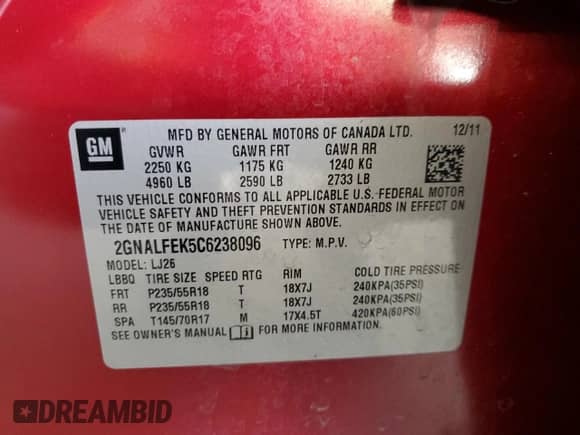 GM
MFD BY GENERAL MOTORS OF CANADA LTD. 12/11
GVWR GAWR FRT GAWR RR
2250 KG 1175 KG 1240 KG
4960 LB 2590 LB 2733 LB
THIS VEHICLE CONFORMS TO ALL APPLICABLE U.S. FEDERAL MOTOR
VEHICLE SAFETY AND THEFT PREVENTION STANDARDS IN EFFECT ON
THE DATE OF MANUFACTURE SHOWN ABOVE.
2GNALFEK5C6238096 TYPE: M.P.V.
MODEL: LJ26
LBBQ TIRE SIZE SPEED RTG RIM COLD TIRE PRESSURE
FRT P235/55R18 T 18X7J 240KPA(35PSI)
RR P235/55R18 T 18X7J 240KPA(35PSI)
SPA T145/70R17 M 17X4.5T 420KPA(60PSI)
SEE OWNER'S MANUAL FOR MORE INFORMATION
DREAMBID